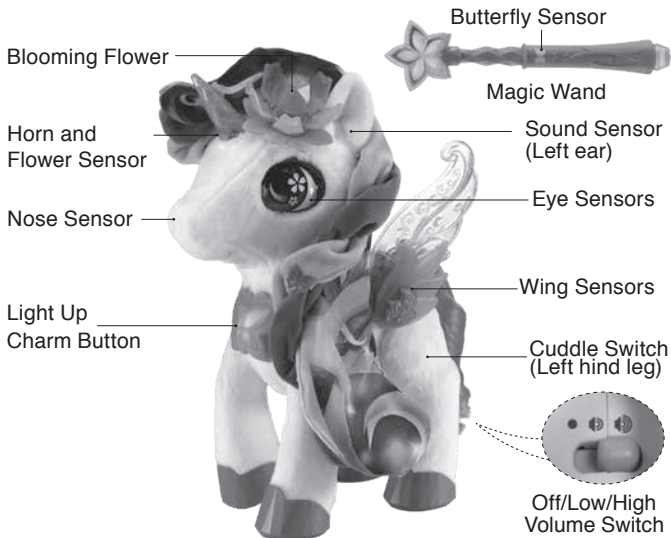 Butterfly Sensor
Blooming Flower
Magic Wand
Horn and
Flower Sensor
Sound Sensor
(Left ear)
Eye Sensors
Nose Sensor
Wing Sensors
Light Up
Charm Button
Cuddle Switch
(Left hind leg)
Off/Low/High
Volume Switch